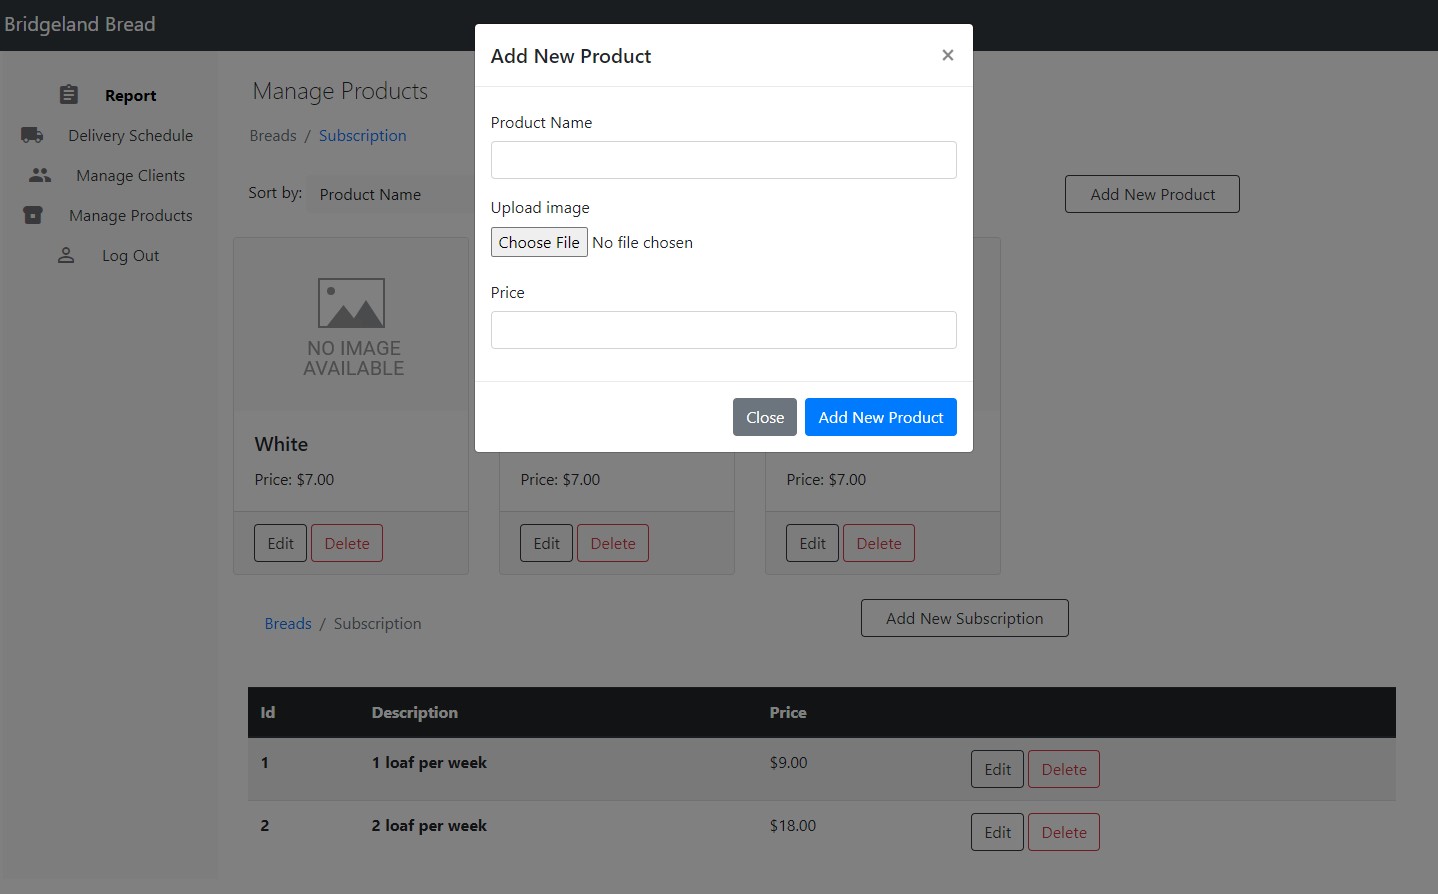 Bridgeland Bread
Report
Delivery Schedule
Manage Clients
Manage Products
Log Out
Manage Products
Breads / Subscription
Sort by: Product Name
Add New Product
Add New Product
×
Product Name
Upload image
Choose File No file chosen
Price
Close Add New Product
NO IMAGE
AVAILABLE
White
Price: $7.00
Edit Delete
Price: $7.00
Edit Delete
Price: $7.00
Edit Delete
Breads / Subscription
Add New Subscription
Id Description Price
1 1 loaf per week $9.00 Edit Delete
2 2 loaf per week $18.00 Edit Delete